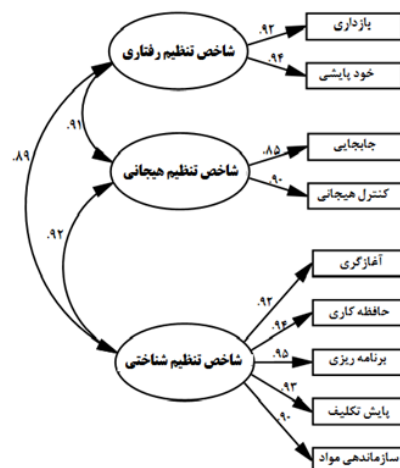 بازداری
.۹۲
شاخص تنظیم رفتاری
.۹۴
خود پایشی
.۹۱
.۸۹
جابجایی
.۸۵
شاخص تنظیم هیجانی
.۹۰
کنترل هیجانی
.۹۲
آغازگری
.۹۲
حافظه کاری
.۹۴
شاخص تنظیم شناختی
.۹۵
برنامه ریزی
.۹۳
پایش تکلیف
.۹۰
سازماندهی مواد